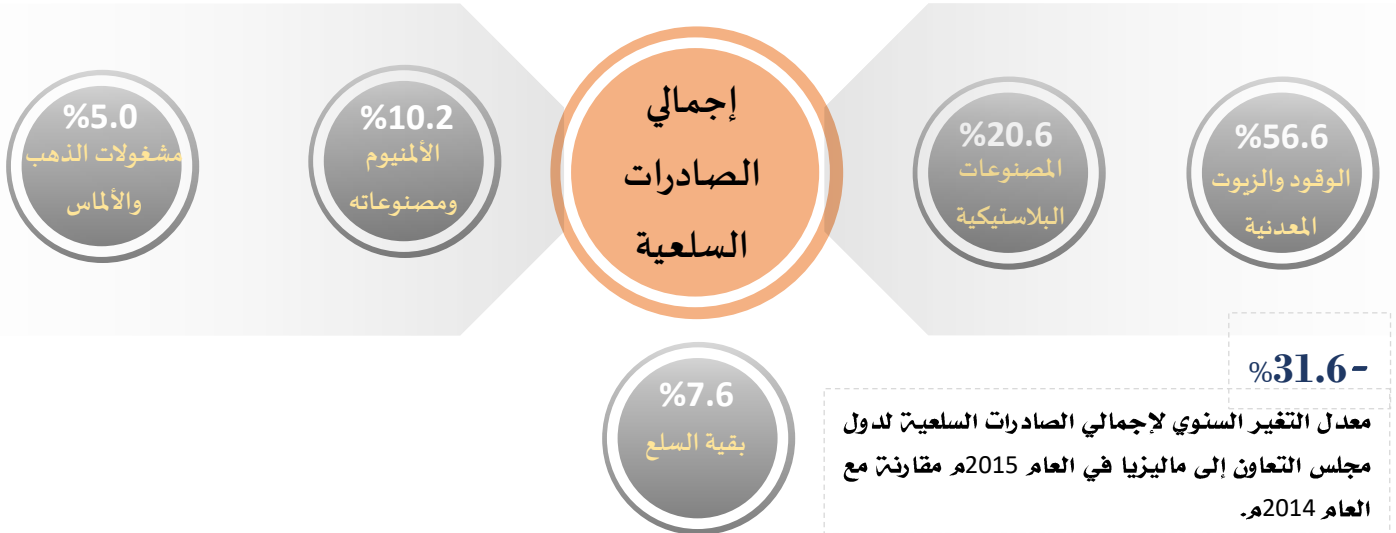 إجمالي
الصادرات
السلعية
%56.6
الوقود والزيوت
المعدنية
%20.6
المصنوعات
البلاستيكية
%10.2
الألمنيوم
ومصنوعاته
%5.0
مشغولات الذهب
والألماس
%7.6
بقية السلع
%31.6-
معدل التغير السنوي لإجمالي الصادرات السلعية لدول
مجلس التعاون إلى ماليزيا في العام 2015م مقارنة مع
العام 2014م.